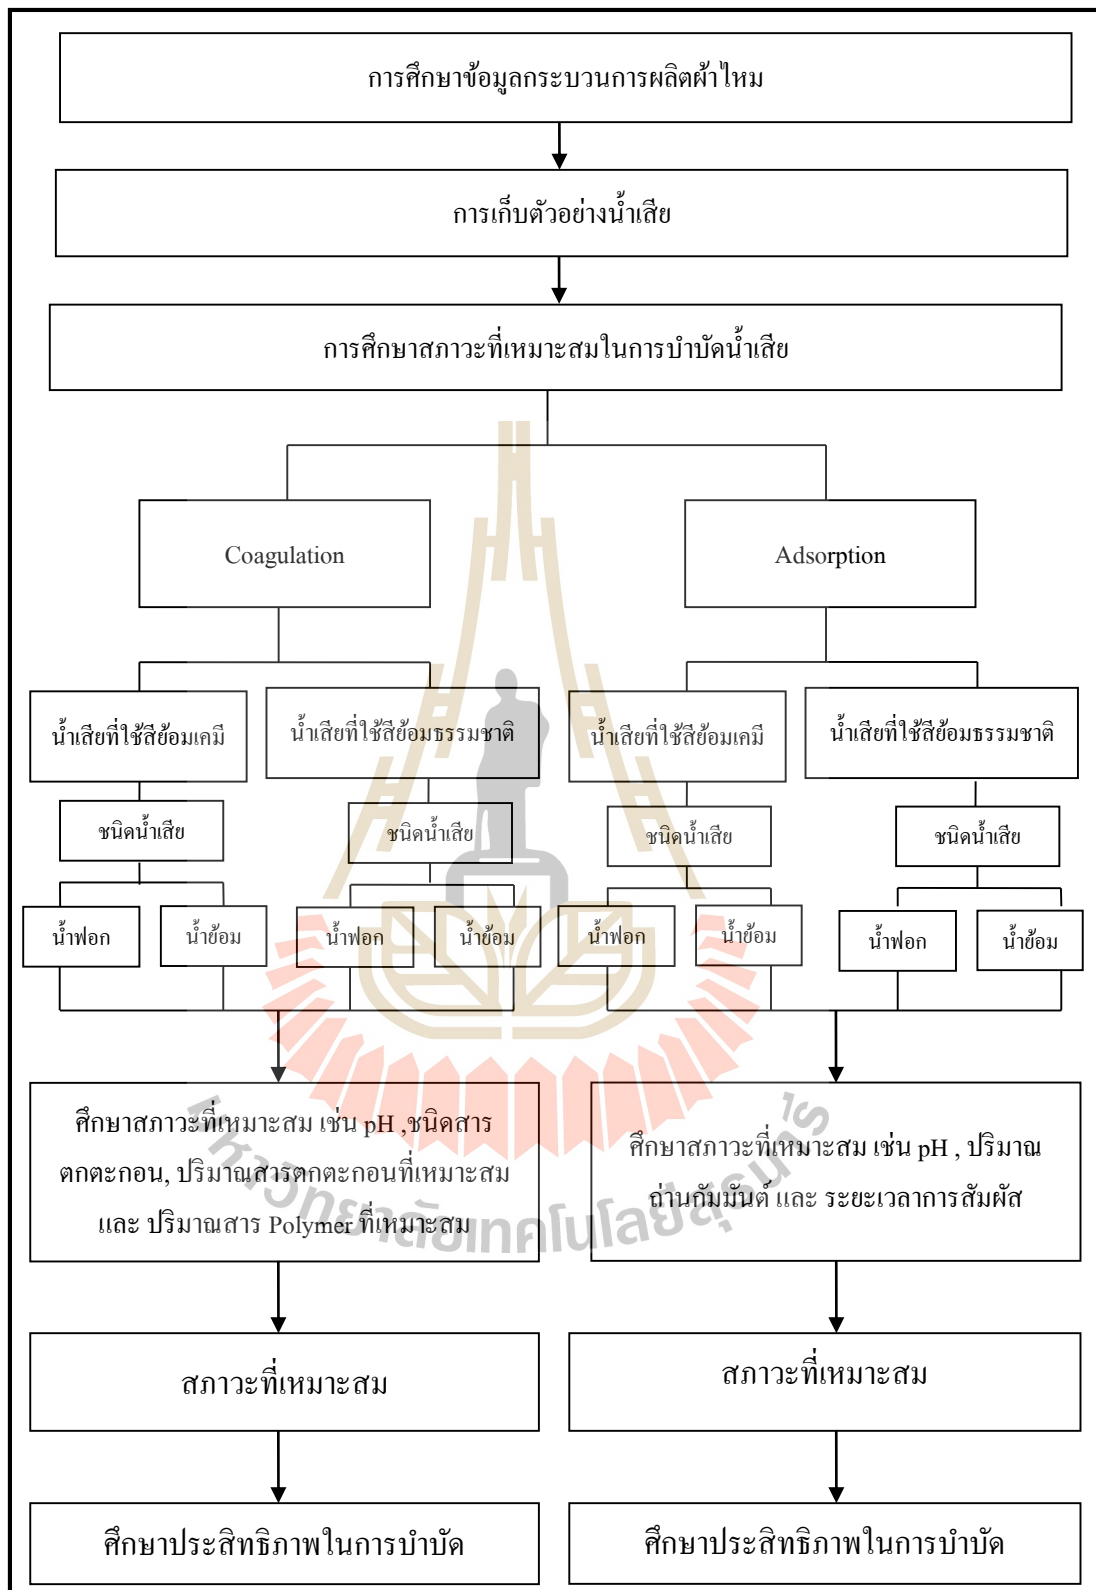 การศึกษาข้อมูลกระบวนการผลิตผ้าไหม
การเก็บตัวอย่างน้ำเสีย
การศึกษาสภาวะที่เหมาะสมในการบำบัดน้ำเสีย
Coagulation
Adsorption
น้ำเสียที่ใช้สีย้อมเคมี
น้ำเสียที่ใช้สีย้อมธรรมชาติ
น้ำเสียที่ใช้สีย้อมเคมี
น้ำเสียที่ใช้สีย้อมธรรมชาติ
ชนิดน้ำเสีย
ชนิดน้ำเสีย
ชนิดน้ำเสีย
ชนิดน้ำเสีย
น้ำฟอก
น้ำย้อม
น้ำฟอก
น้ำย้อม
น้ำฟอก
น้ำย้อม
น้ำฟอก
น้ำย้อม
ศึกษาสภาวะที่เหมาะสม เช่น pH ,ชนิดสาร
ตกตะกอน, ปริมาณสารตกตะกอนที่เหมาะสม
และ ปริมาณสาร Polymer ที่เหมาะสม
ศึกษาสภาวะที่เหมาะสม เช่น pH , ปริมาณ
ถ่านกัมมันต์ และ ระยะเวลาการสัมผัส
มหาวิทยาลัยเทคโนโลยีสุรนารี
สภาวะที่เหมาะสม
สภาวะที่เหมาะสม
ศึกษาประสิทธิภาพในการบำบัด
ศึกษาประสิทธิภาพในการบำบัด